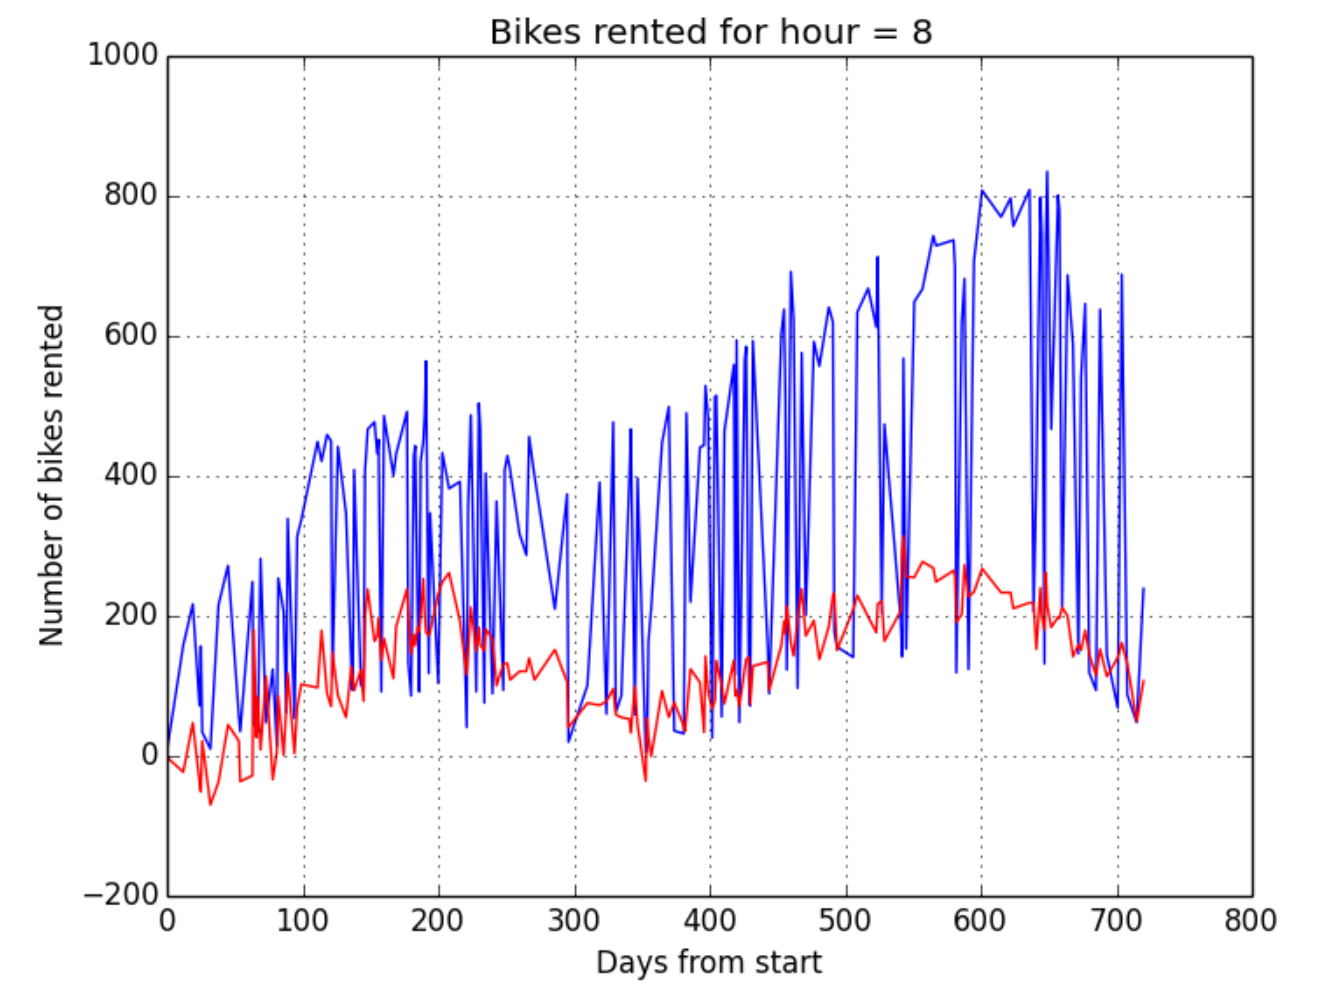 Bikes rented for hour = 8
1000
800
600
400
200
0
−200
Number of bikes rented
0 100 200 300 400 500 600 700 800
Days from start